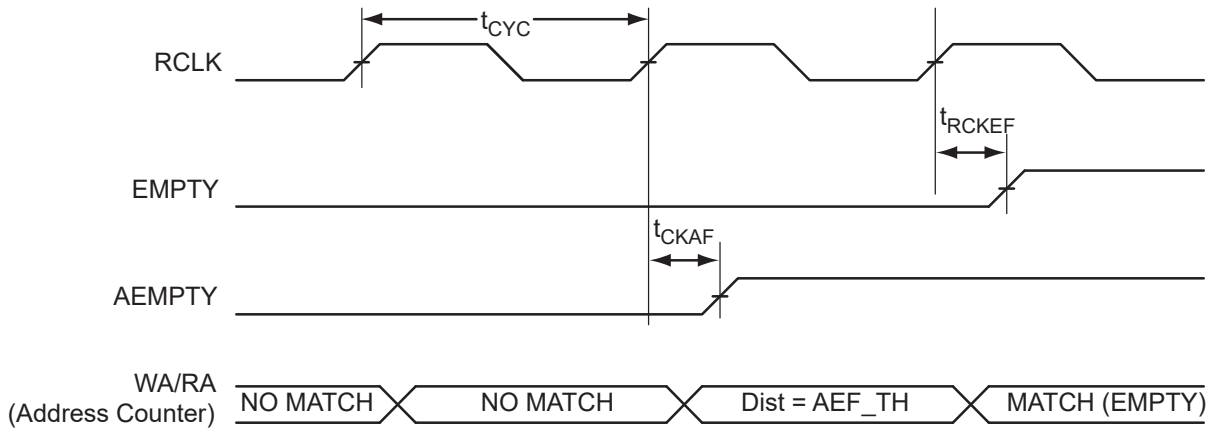 tCYC
RCLK
tRCKEF
EMPTY
tCKAF
AEMPTY
WA/RA
(Address Counter)
NO MATCH
NO MATCH
Dist = AEF_TH
MATCH (EMPTY)